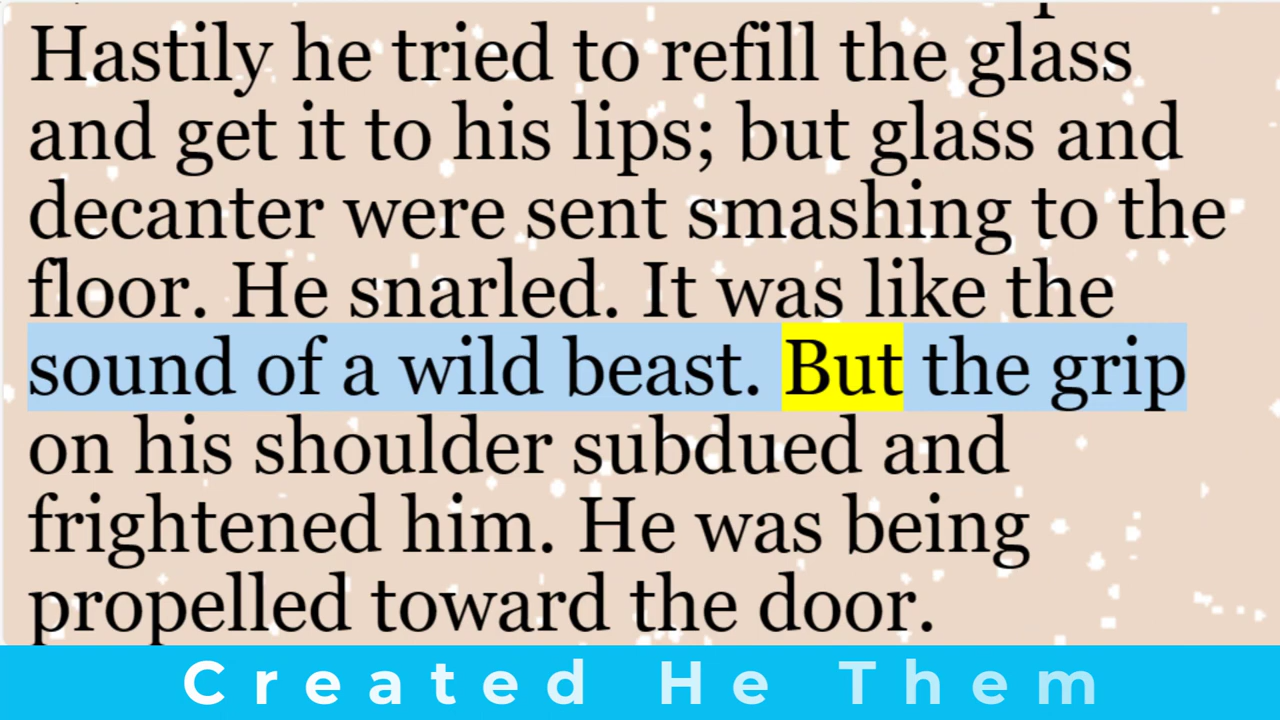 Hastily he tried to refill the glass
and get it to his lips; but glass and
decanter were sent smashing to the
floor. He snarled. It was like the
sound of a wild beast. But the grip
on his shoulder subdued and
frightened him. He was being
propelled toward the door.
Created He Them